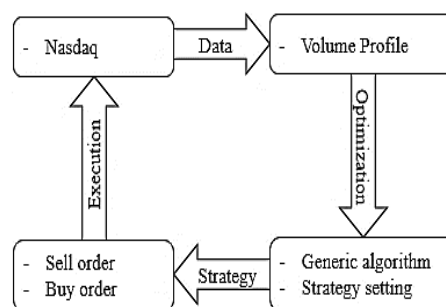 - Nasdaq
Data
- Volume Profile
Optimization
- Generic algorithm
- Strategy setting
Strategy
- Sell order
- Buy order
Execution